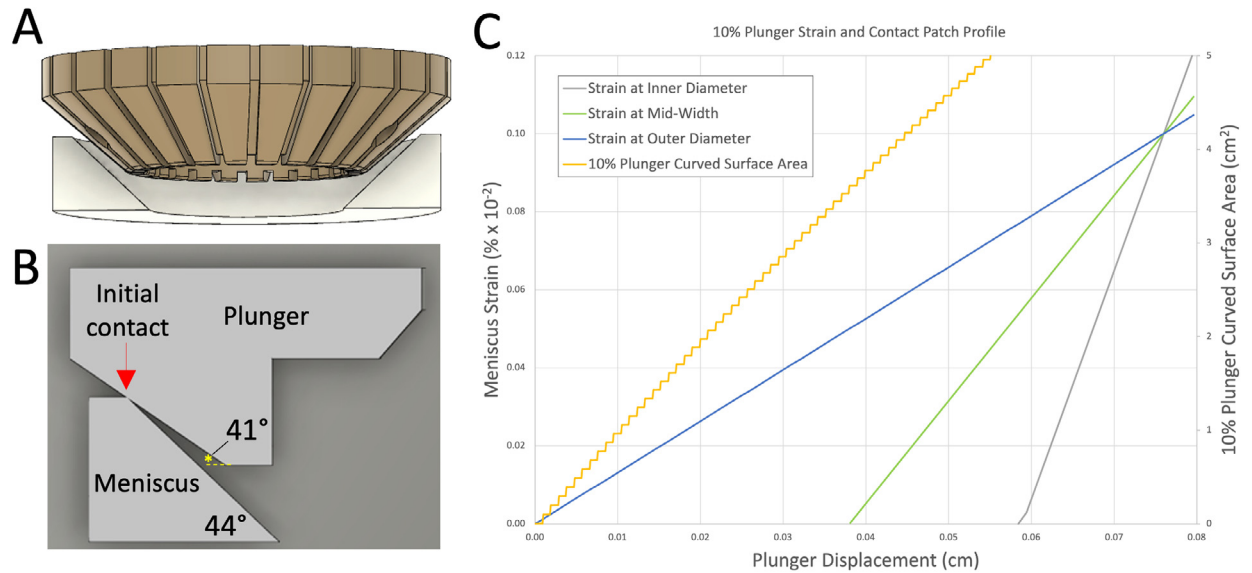 A
B
Initial
contact
Plunger
41°
*
Meniscus
44°
C
10% Plunger Strain and Contact Patch Profile
Strain at Inner Diameter
Strain at Mid-Width
Strain at Outer Diameter
10% Plunger Curved Surface Area
Meniscus Strain (% x 10⁻²)
0.12
0.10
0.08
0.06
0.04
0.02
0.00
0.00 0.01 0.02 0.03 0.04 0.05 0.06 0.07 0.08
Plunger Displacement (cm)
5
4
3
2
1
0
10% Plunger Curved Surface Area (cm²)